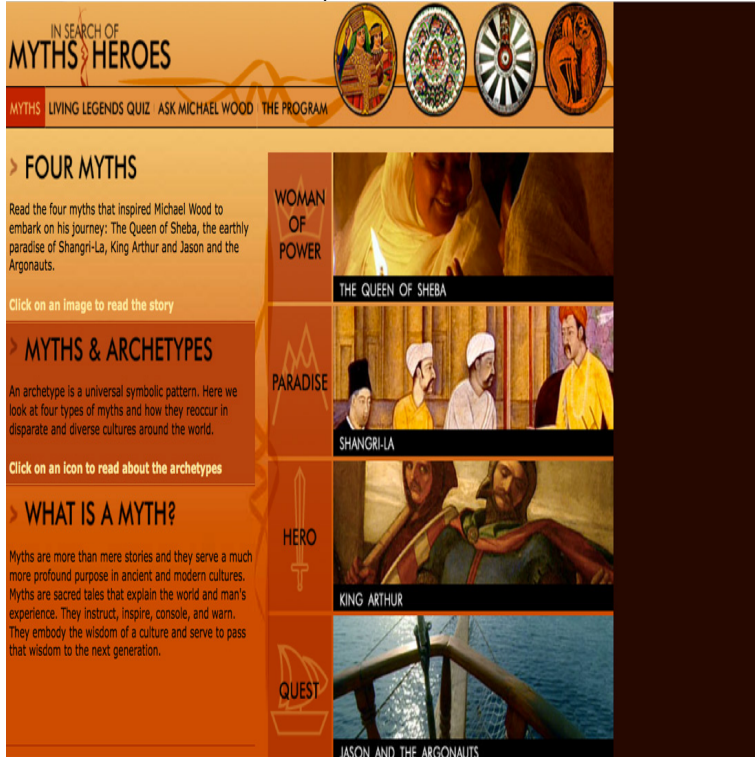 IN SEARCH OF
MYTHS HEROES
MYTHS LIVING LEGENDS QUIZ ASK MICHAEL WOOD THE PROGRAM
> FOUR MYTHS
Read the four myths that inspired Michael Wood to
embark on his journey: The Queen of Sheba, the earthly
paradise of Shangri-La, King Arthur and Jason and the
Argonauts.
Click on an image to read the story
> MYTHS & ARCHETYPES
An archetype is a universal symbolic pattern. Here we
look at four types of myths and how they reoccur in
disparate and diverse cultures around the world.
Click on an icon to read about the archetypes
> WHAT IS A MYTH?
Myths are more than mere stories and they serve a much
more profound purpose in ancient and modern cultures.
Myths are sacred tales that explain the world and man's
experience. They instruct, inspire, console, and warn.
They embody the wisdom of a culture and serve to pass
that wisdom to the next generation.
WOMAN
OF
POWER
THE QUEEN OF SHEBA
PARADISE
SHANGRI-LA
HERO
KING ARTHUR
QUEST
JASON AND THE ARGONAUTS